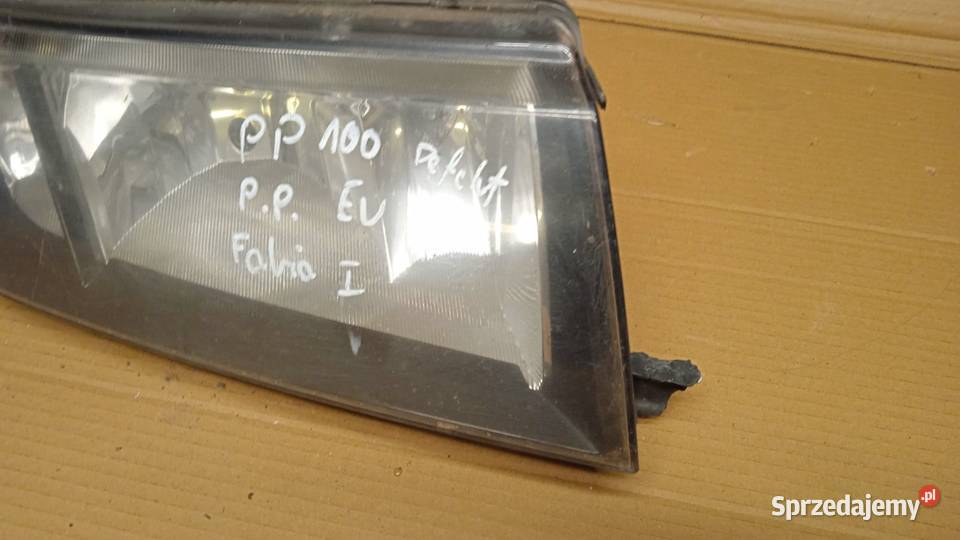 PP 100 Defekt
P.P. EU
Fabia I
Sprzedajemy.pl